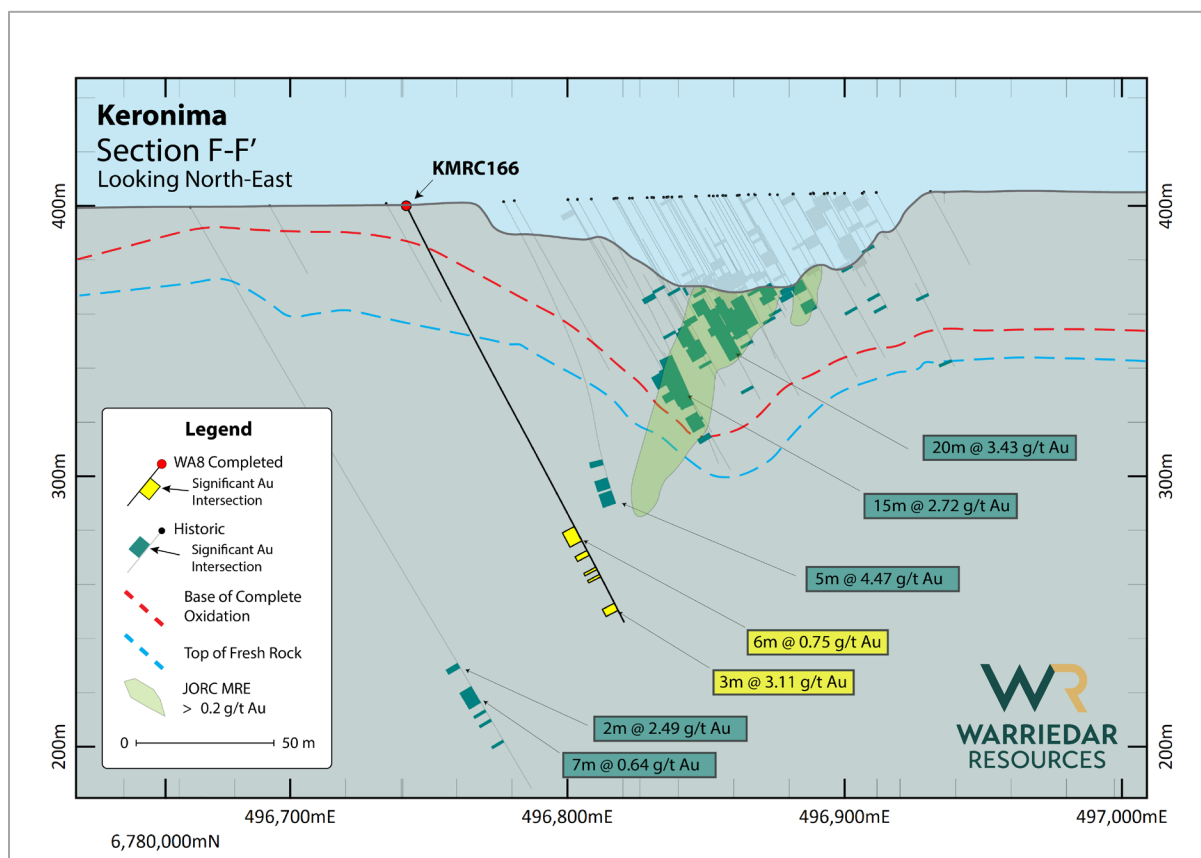 Keronima
Section F-F’
Looking North-East
KMRC166
400m
400m
300m
300m
200m
200m
Legend
WA8 Completed
Significant Au
Intersection
Historic
Significant Au
Intersection
Base of Complete
Oxidation
Top of Fresh Rock
JORC MRE
> 0.2 g/t Au
0 50 m
20m @ 3.43 g/t Au
15m @ 2.72 g/t Au
5m @ 4.47 g/t Au
6m @ 0.75 g/t Au
3m @ 3.11 g/t Au
2m @ 2.49 g/t Au
7m @ 0.64 g/t Au
WR
WARRIEDAR
RESOURCES
496,700mE 496,800mE 496,900mE 497,000mE
6,780,000mN